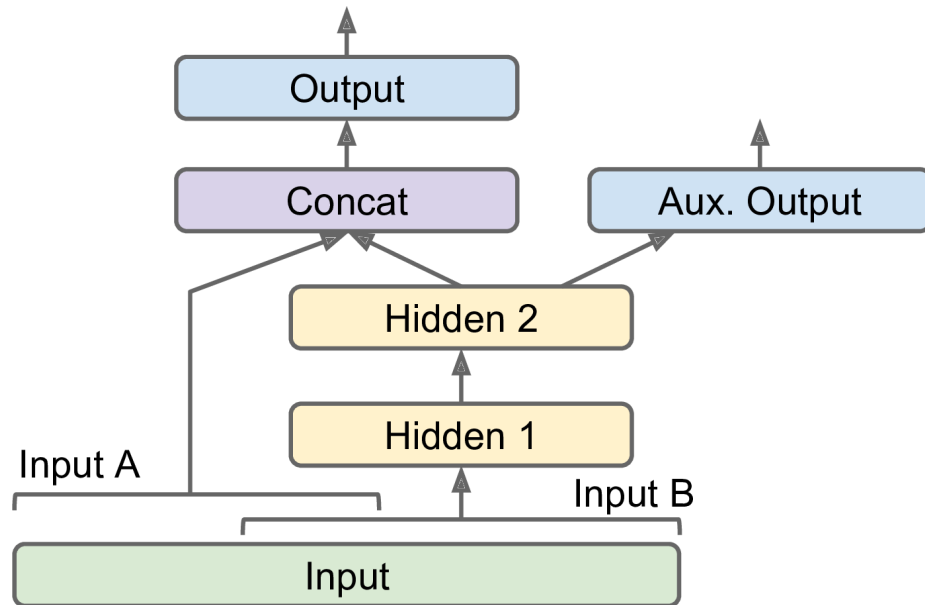 Output
Concat
Aux. Output
Hidden 2
Hidden 1
Input A
Input B
Input